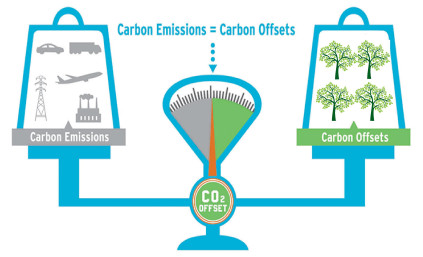 Carbon Emissions = Carbon Offsets
Carbon Emissions
Carbon Offsets
CO2
OFFSET